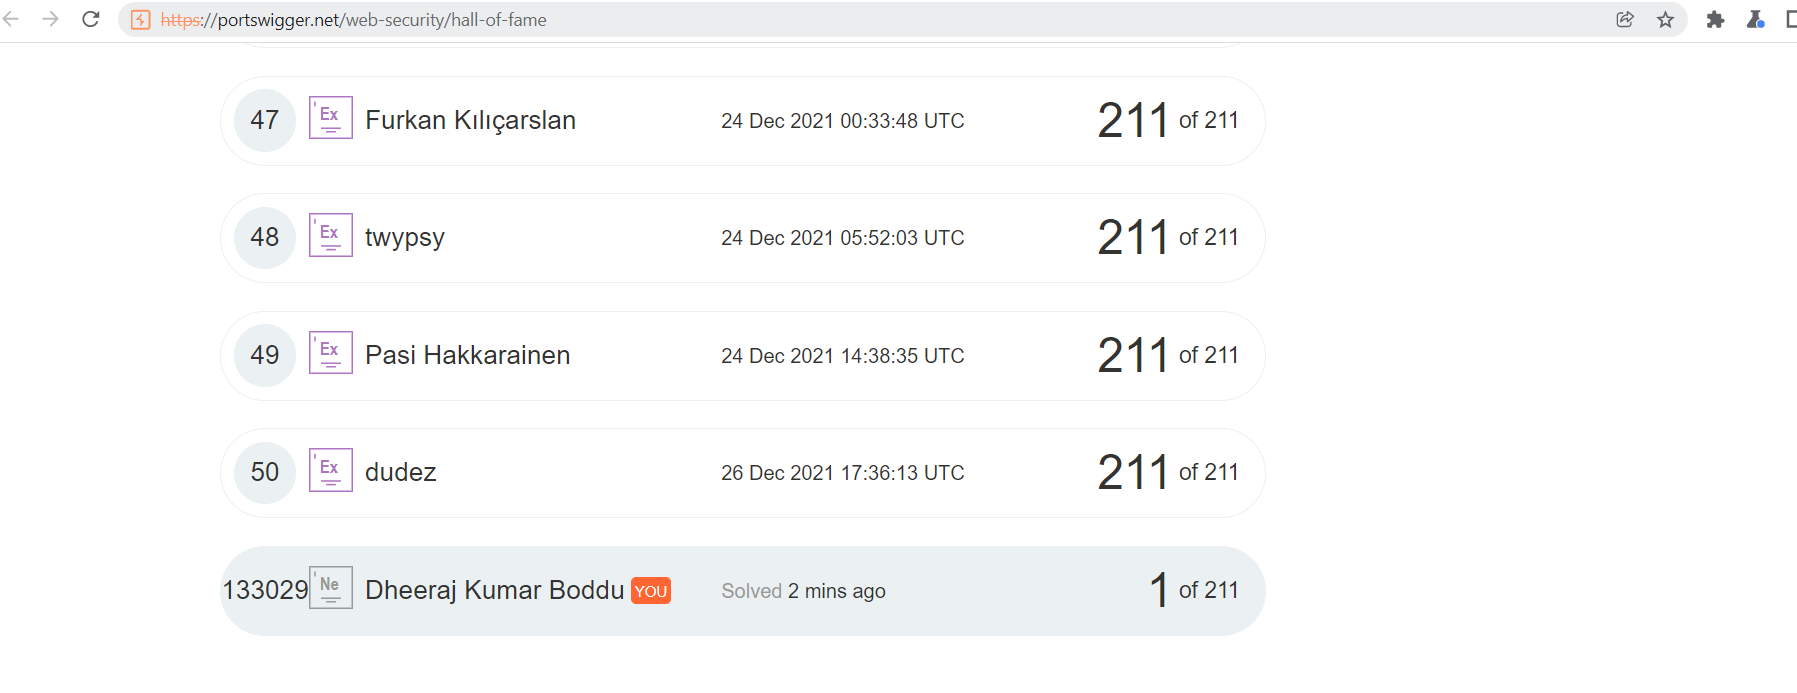 https://portswigger.net/web-security/hall-of-fame
47 Ex Furkan Kılıçarslan 24 Dec 2021 00:33:48 UTC 211 of 211
48 Ex twypsy 24 Dec 2021 05:52:03 UTC 211 of 211
49 Ex Pasi Hakkarainen 24 Dec 2021 14:38:35 UTC 211 of 211
50 Ex dudez 26 Dec 2021 17:36:13 UTC 211 of 211
133029 Ne Dheeraj Kumar Boddu YOU Solved 2 mins ago 1 of 211